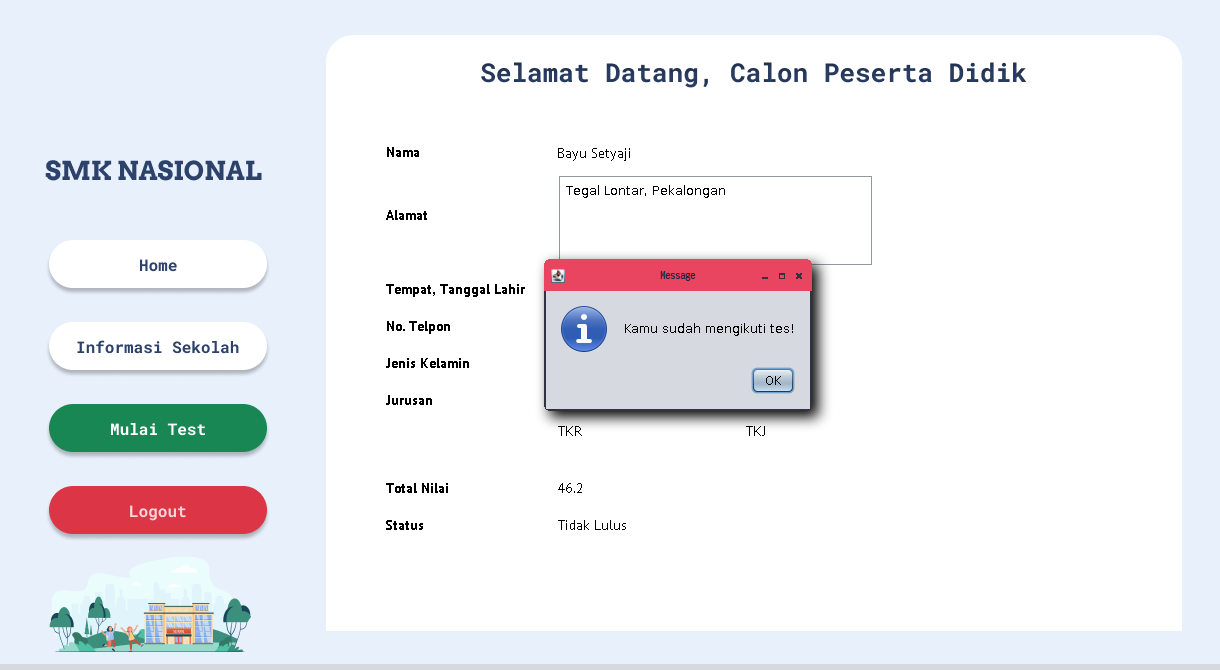 Selamat Datang, Calon Peserta Didik
SMK NASIONAL
Home
Informasi Sekolah
Mulai Test
Logout
Nama
Bayu Setyaji
Alamat
Tegal Lontar, Pekalongan
Tempat, Tanggal Lahir
No. Telpon
Jenis Kelamin
Jurusan
TKR TKJ
Total Nilai
46.2
Status
Tidak Lulus
Message
Kamu sudah mengikuti tes!
OK